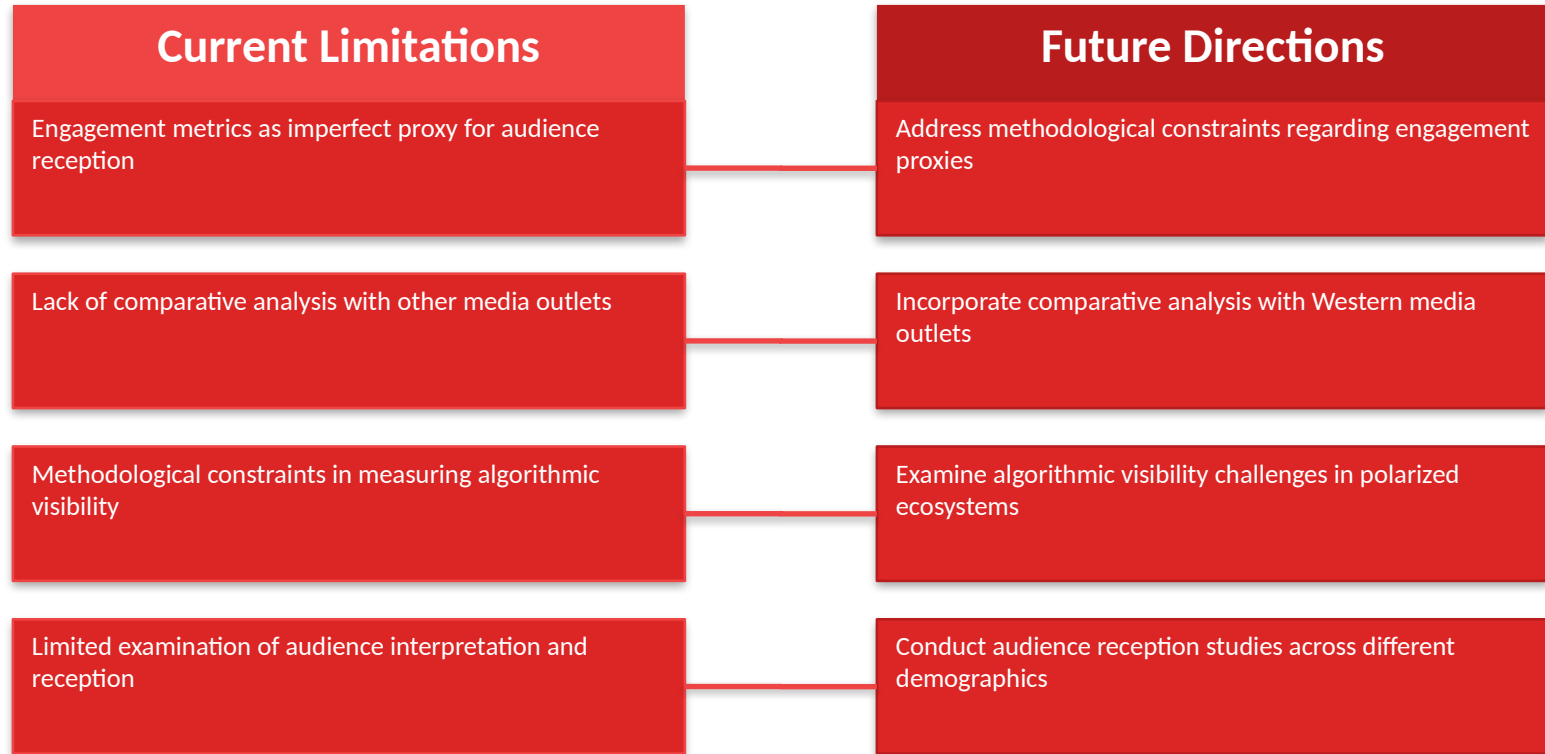 Current Limitations
Future Directions
Engagement metrics as imperfect proxy for audience
reception
Address methodological constraints regarding engagement
proxies
Lack of comparative analysis with other media outlets
Incorporate comparative analysis with Western media
outlets
Methodological constraints in measuring algorithmic
visibility
Examine algorithmic visibility challenges in polarized
ecosystems
Limited examination of audience interpretation and
reception
Conduct audience reception studies across different
demographics